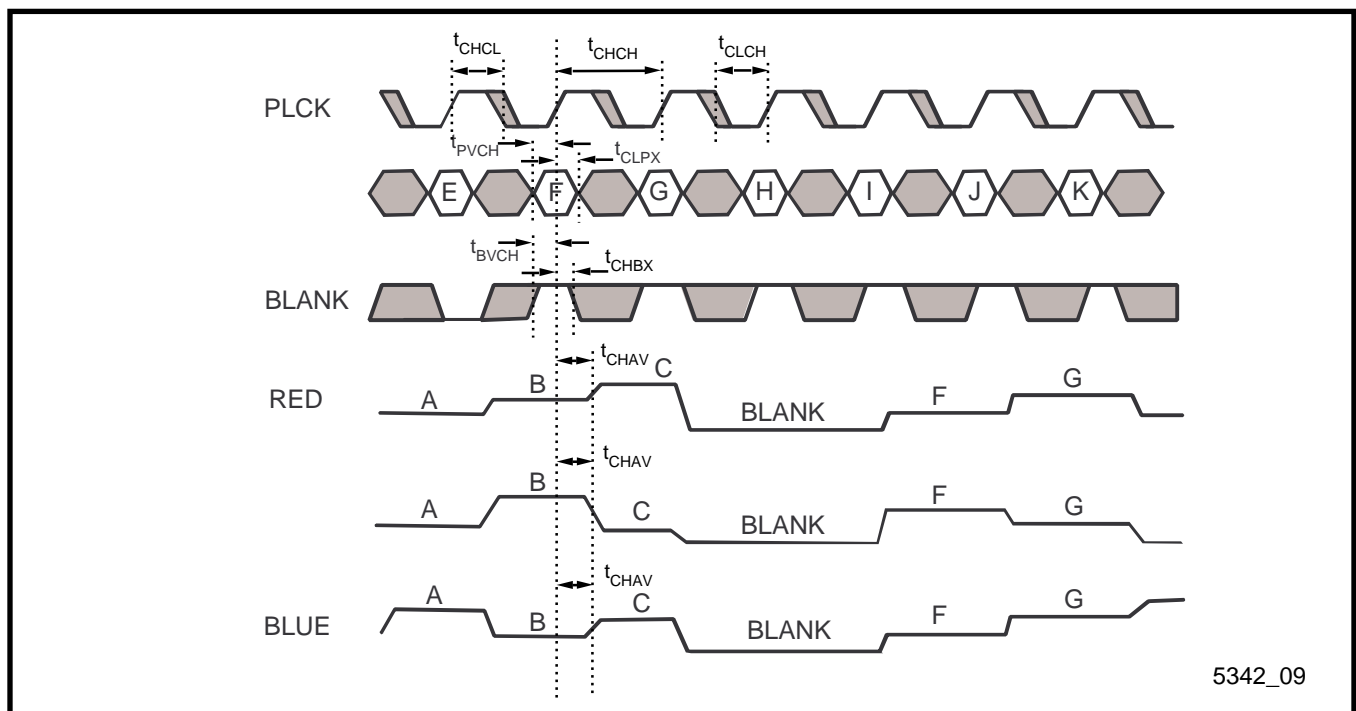 tCHCL
tCHCH
tCLCH
PLCK
tPVCH
tCLPX
E F G H I J K
tBVCH
tCHBX
BLANK
tCHAV
RED
A B C BLANK F G
tCHAV
A B C BLANK F G
tCHAV
BLUE
A B C BLANK F G
5342_09